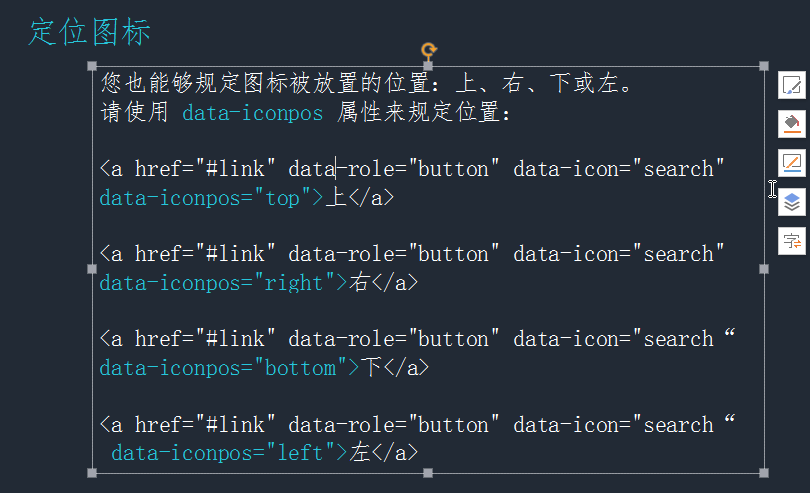 定位图标
您也能够规定图标被放置的位置：上、右、下或左。
请使用 data-iconpos 属性来规定位置：
<a href="#link" data-role="button" data-icon="search"
data-iconpos="top">上</a>
<a href="#link" data-role="button" data-icon="search"
data-iconpos="right">右</a>
<a href="#link" data-role="button" data-icon="search“
data-iconpos="bottom">下</a>
<a href="#link" data-role="button" data-icon="search“
data-iconpos="left">左</a>
字